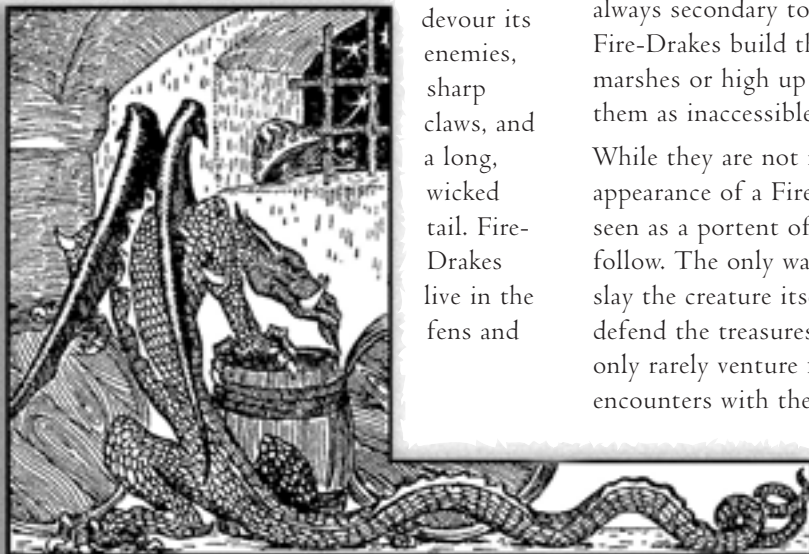 devour its
enemies,
sharp
claws, and
a long,
wicked
tail. Fire-
Drakes
live in the
fens and
always secondary to
Fire-Drakes build th
marshes or high up
them as inaccessible
While they are not
appearance of a Fire
seen as a portent of
follow. The only wa
slay the creature its
defend the treasures
only rarely venture
encounters with the